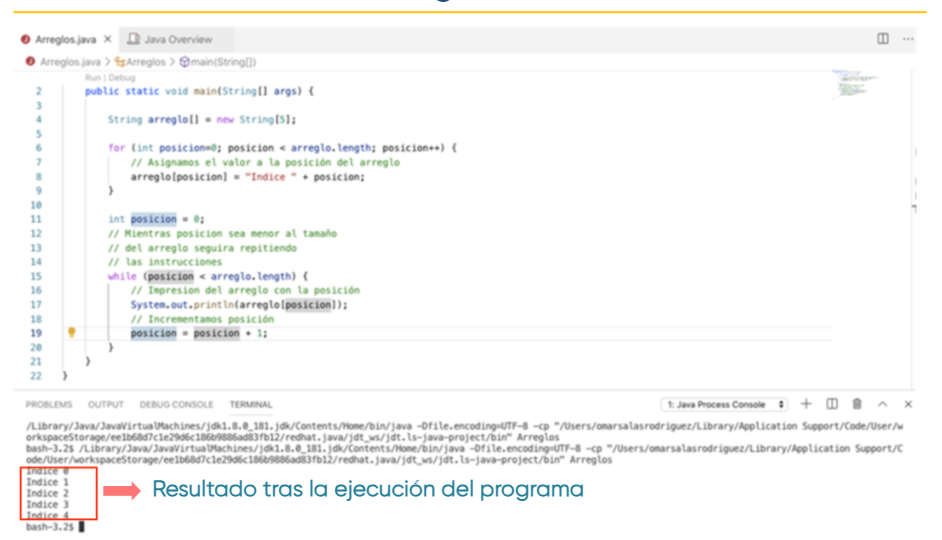 Arreglos.java × Java Overview
Arreglos.java > Arreglos > main(String[])
Run | Debug
2 public static void main(String[] args) {
3
4 String arreglo[] = new String[5];
5
6 for (int posicion=0; posicion < arreglo.length; posicion++) {
7 // Asignamos el valor a la posición del arreglo
8 arreglo[posicion] = "Indice " + posicion;
9 }
10
11 int posicion = 0;
12 // Mientras posicion sea menor al tamaño
13 // del arreglo seguira repitiendo
14 // las instrucciones
15 while (posicion < arreglo.length) {
16 // Impresion del arreglo con la posición
17 System.out.println(arreglo[posicion]);
18 // Incrementamos posición
19 posicion = posicion + 1;
20 }
21 }
22 }
PROBLEMS OUTPUT DEBUG CONSOLE TERMINAL 1: Java Process Console
/Library/Java/JavaVirtualMachines/jdk1.8.0_181.jdk/Contents/Home/bin/java -Dfile.encoding=UTF-8 -cp "/Users/omarsalasrodriguez/Library/Application Support/Code/User/w
orkspaceStorage/ee1b68d7c1e29d6c186b9886ad83fb12/redhat.java/jdt_ws/jdt.ls-java-project/bin" Arreglos
bash-3.2$ /Library/Java/JavaVirtualMachines/jdk1.8.0_181.jdk/Contents/Home/bin/java -Dfile.encoding=UTF-8 -cp "/Users/omarsalasrodriguez/Library/Application Support/C
ode/User/workspaceStorage/ee1b68d7c1e29d6c186b9886ad83fb12/redhat.java/jdt_ws/jdt.ls-java-project/bin" Arreglos
Indice 0
Indice 1
Indice 2
Indice 3
Indice 4
Resultado tras la ejecución del programa
bash-3.2$